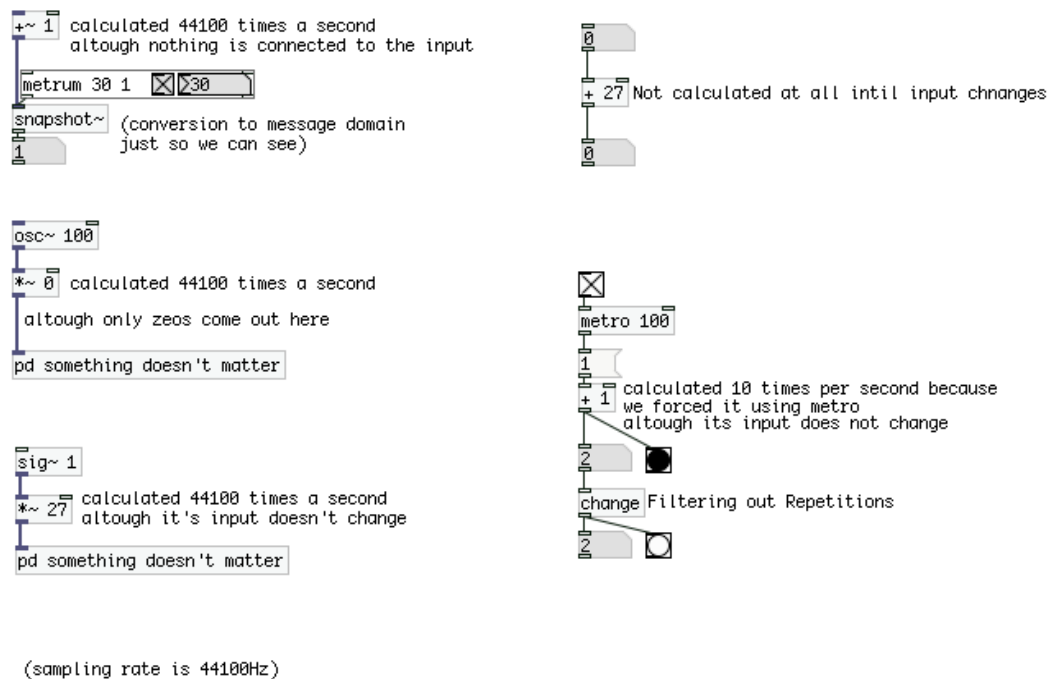 +~ 1
calculated 44100 times a second
altough nothing is connected to the input
metrum 30 1
30
snapshot~
(conversion to message domain
just so we can see)
1
osc~ 100
*~ 0
calculated 44100 times a second
altough only zeos come out here
pd something doesn't matter
sig~ 1
*~ 27
calculated 44100 times a second
altough it's input doesn't change
pd something doesn't matter
(sampling rate is 44100Hz)
0
+ 27
Not calculated at all intil input chnanges
0
metro 100
1
+ 1
calculated 10 times per second because
we forced it using metro
altough its input does not change
2
change
Filtering out Repetitions
2